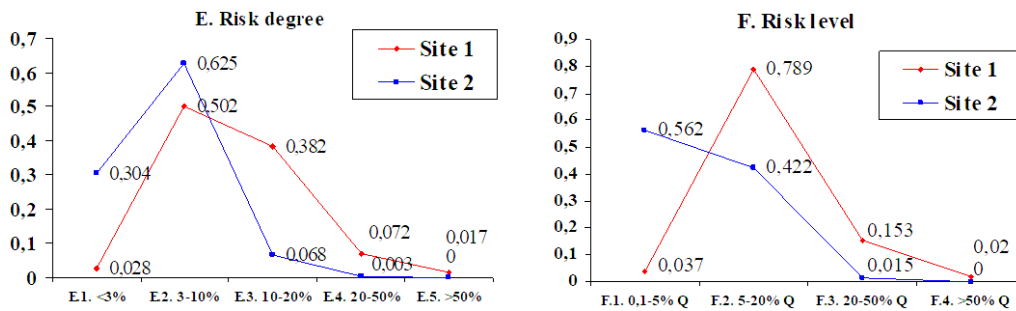 E. Risk degree
0,7
0,6
0,5
0,4
0,3
0,2
0,1
0
Site 1
Site 2
0,625
0,502
0,382
0,304
0,028
0,068
0,072
0,003
0,017
0
E.1. <3%
E.2. 3-10%
E.3. 10-20%
E.4. 20-50%
E.5. >50%
F. Risk level
0,9
0,8
0,7
0,6
0,5
0,4
0,3
0,2
0,1
0
Site 1
Site 2
0,789
0,562
0,422
0,037
0,153
0,015
0,02
0
F.1. 0,1-5% Q
F.2. 5-20% Q
F.3. 20-50% Q
F.4. >50% Q